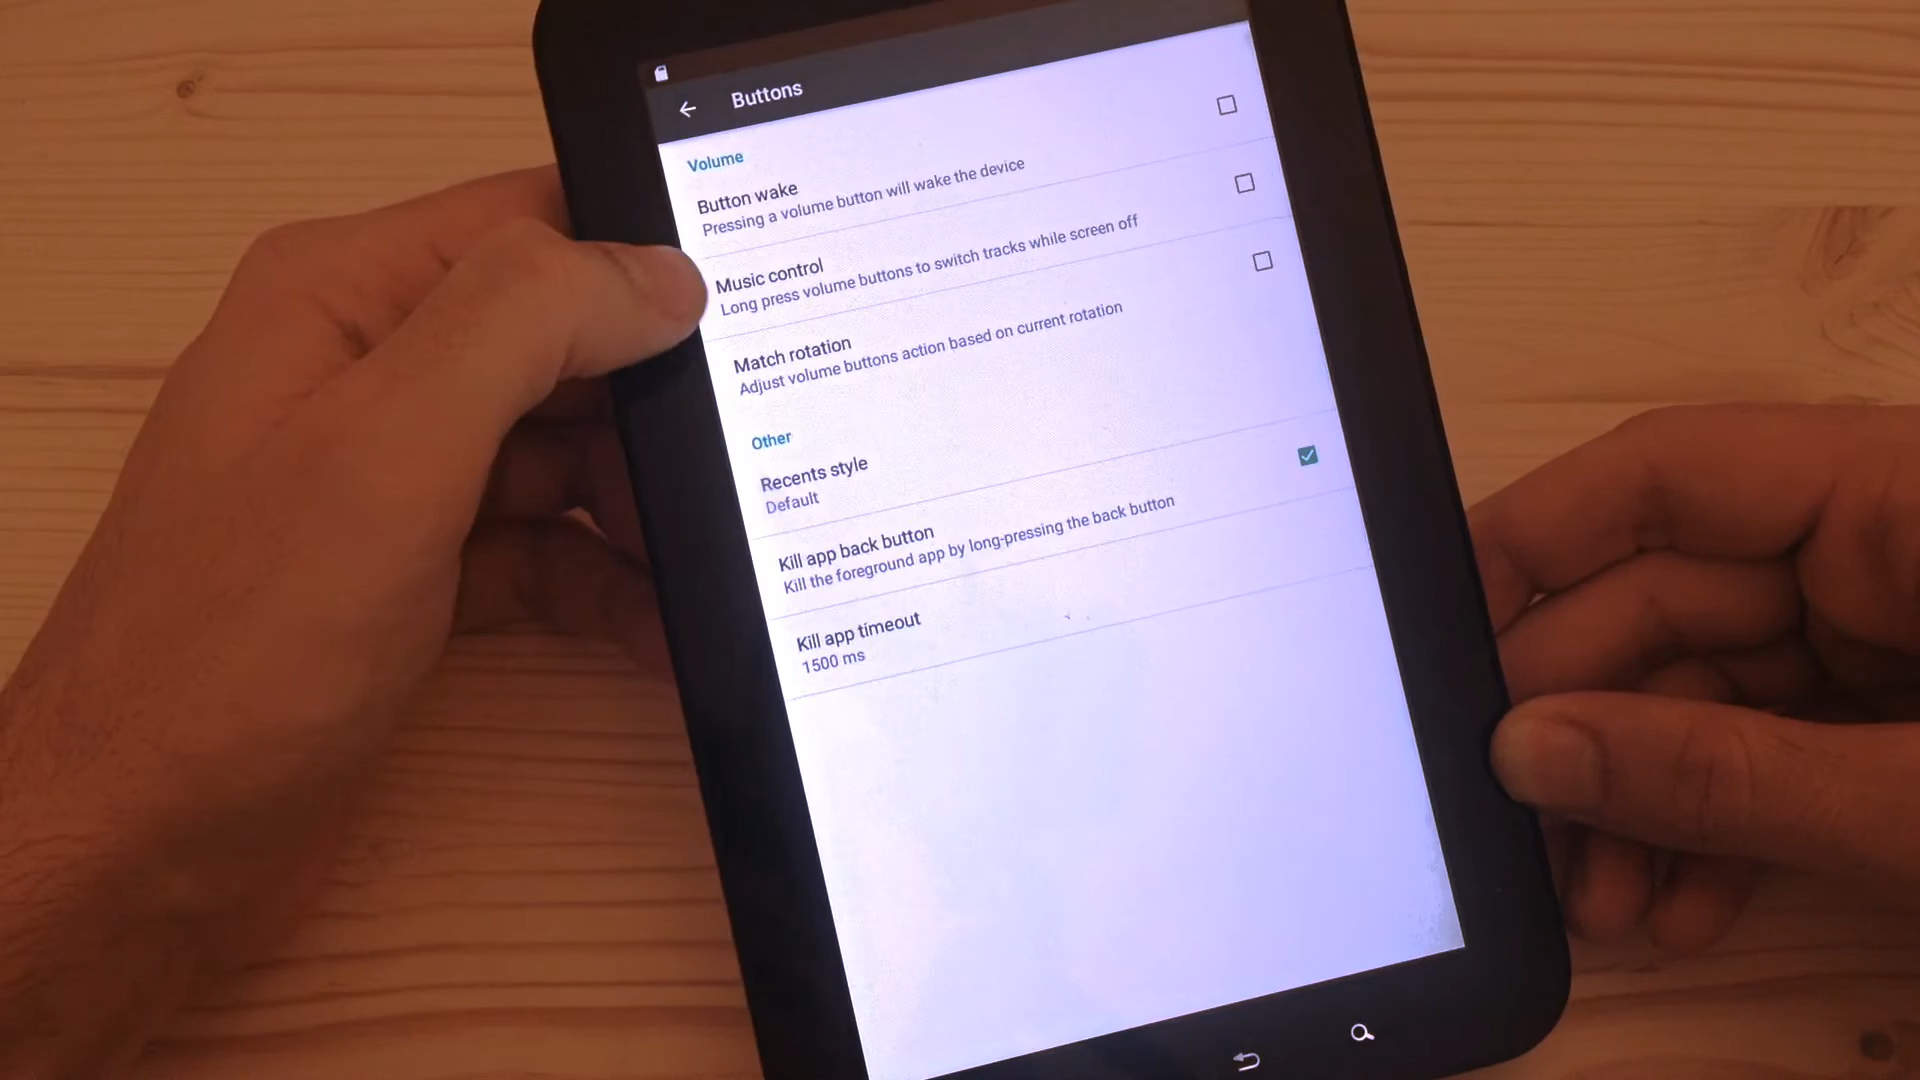 Buttons
Volume
Button wake
Pressing a volume button will wake the device
Music control
Long press volume buttons to switch tracks while screen off
Match rotation
Adjust volume buttons action based on current rotation
Other
Recents style
Default
Kill app back button
Kill the foreground app by long-pressing the back button
Kill app timeout
1500 ms